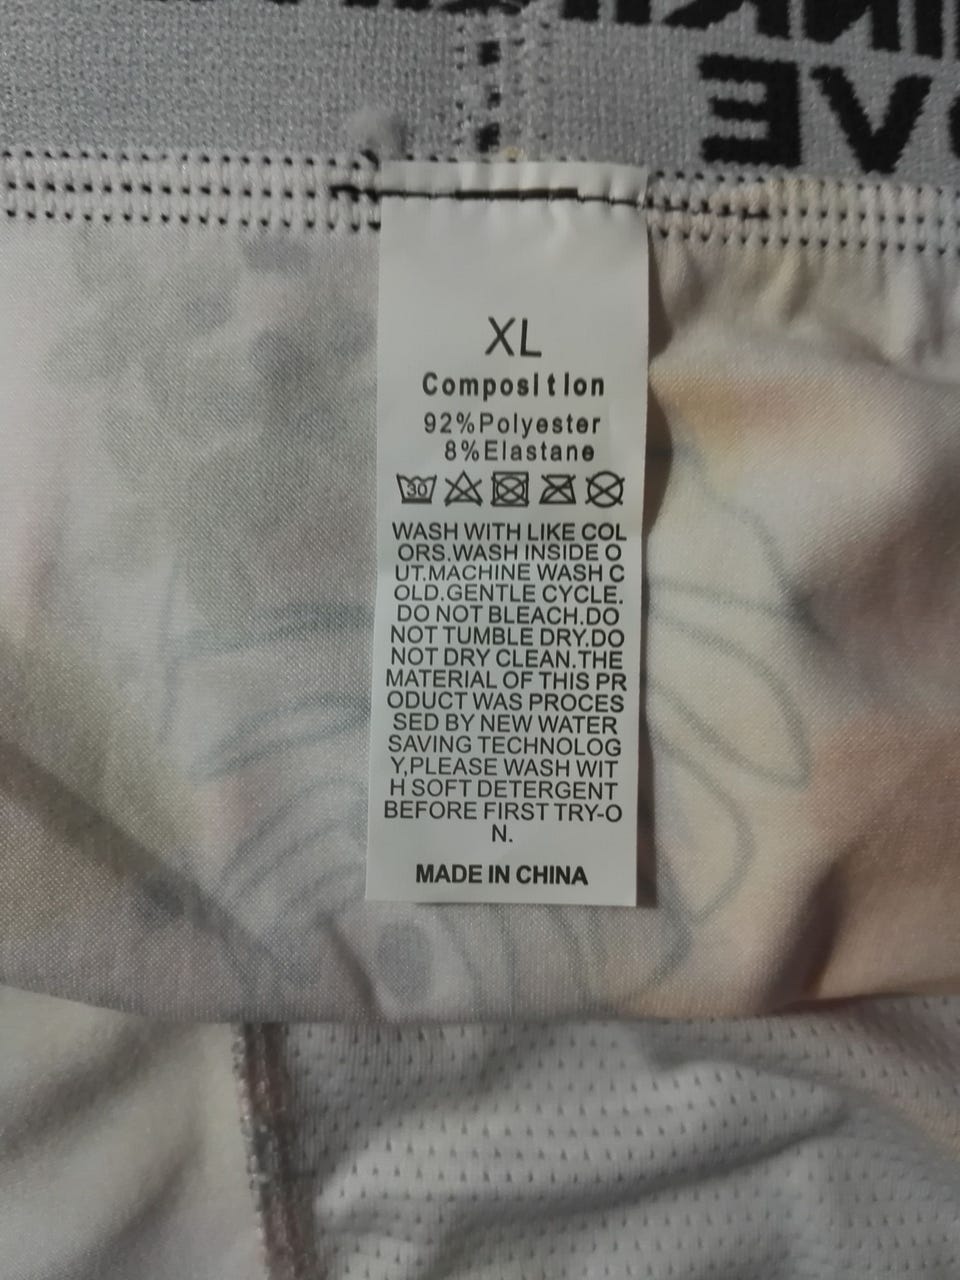 XL
Composition
92%Polyester
8%Elastane
30
WASH WITH LIKE COL
ORS.WASH INSIDE O
UT.MACHINE WASH C
OLD.GENTLE CYCLE.
DO NOT BLEACH.DO
NOT TUMBLE DRY.DO
NOT DRY CLEAN.THE
MATERIAL OF THIS PR
ODUCT WAS PROCES
SED BY NEW WATER
SAVING TECHNOLOG
Y,PLEASE WASH WIT
H SOFT DETERGENT
BEFORE FIRST TRY-O
N.
MADE IN CHINA